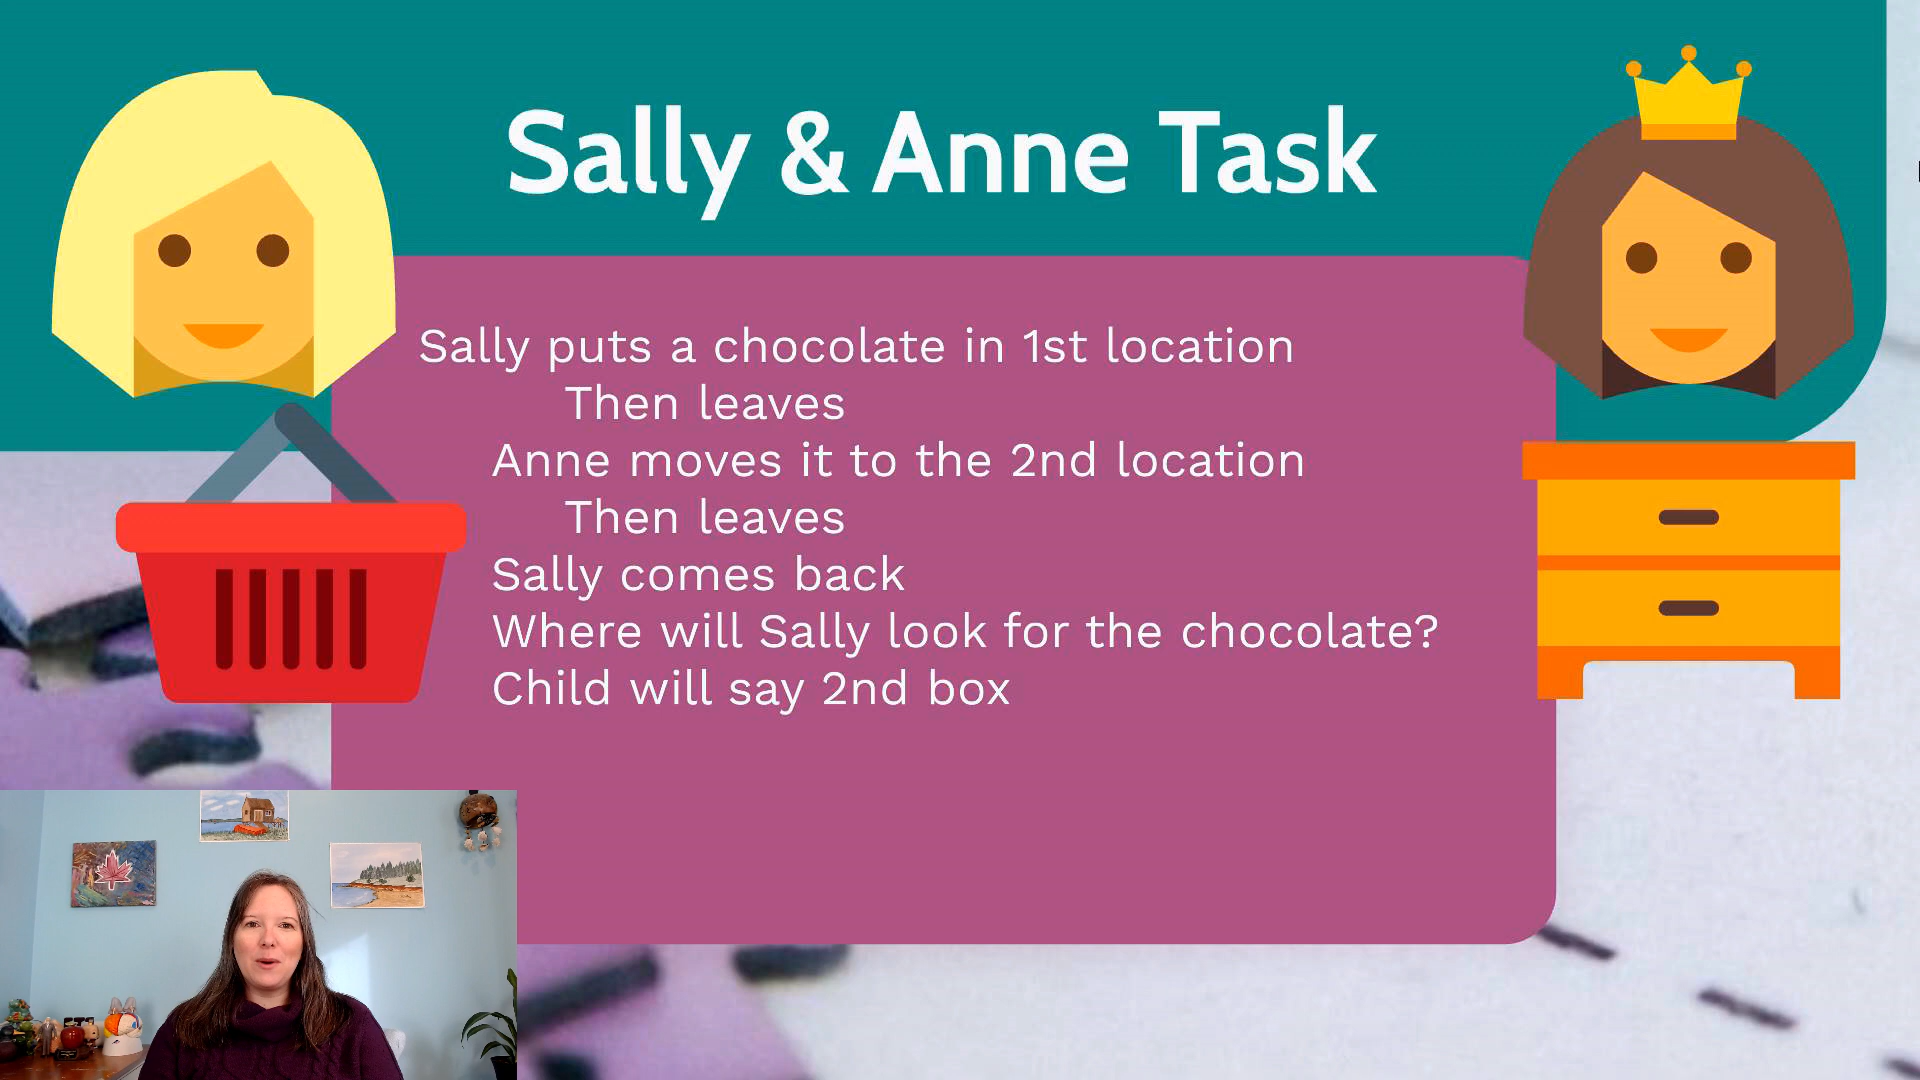 Sally & Anne Task
Sally puts a chocolate in 1st location
Then leaves
Anne moves it to the 2nd location
Then leaves
Sally comes back
Where will Sally look for the chocolate?
Child will say 2nd box